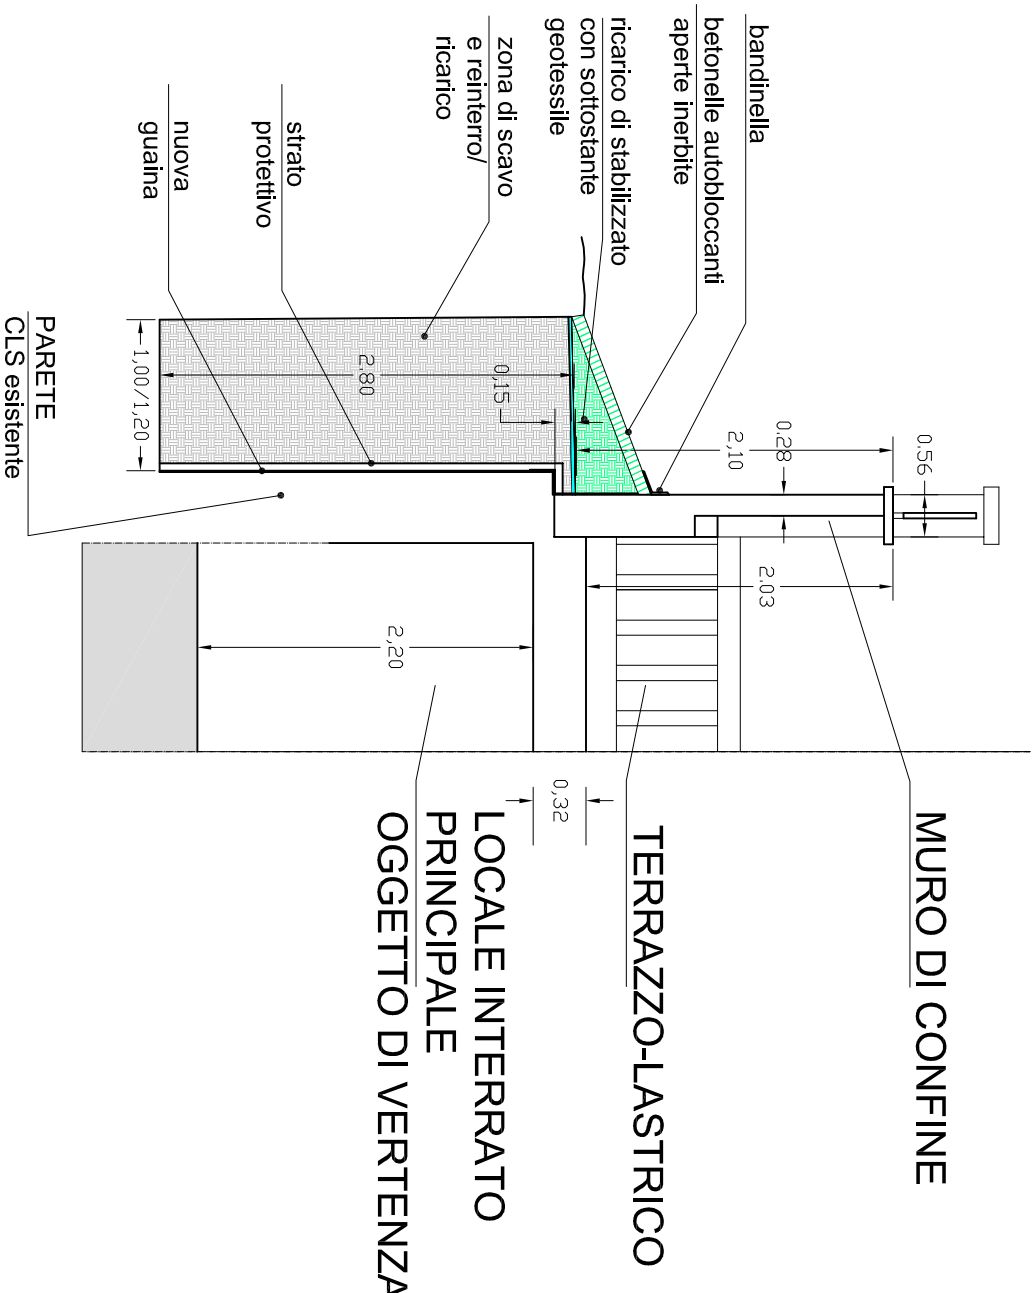 bandinella
betonelle autobloccanti
aperte inerbite
ricarico di stabilizzato
con sottostante
geotessile
zona di scavo
e reinterro/
ricarico
strato
protettivo
nuova
guaina
PARETE
CLS esistente
0.56
0.28
2,10
0,15
2.80
1,00/1,20
2.03
2,20
0,32
MURO DI CONFINE
TERRAZZO-LASTRICO
LOCALE INTERRATO
PRINCIPALE
OGGETTO DI VERTENZA